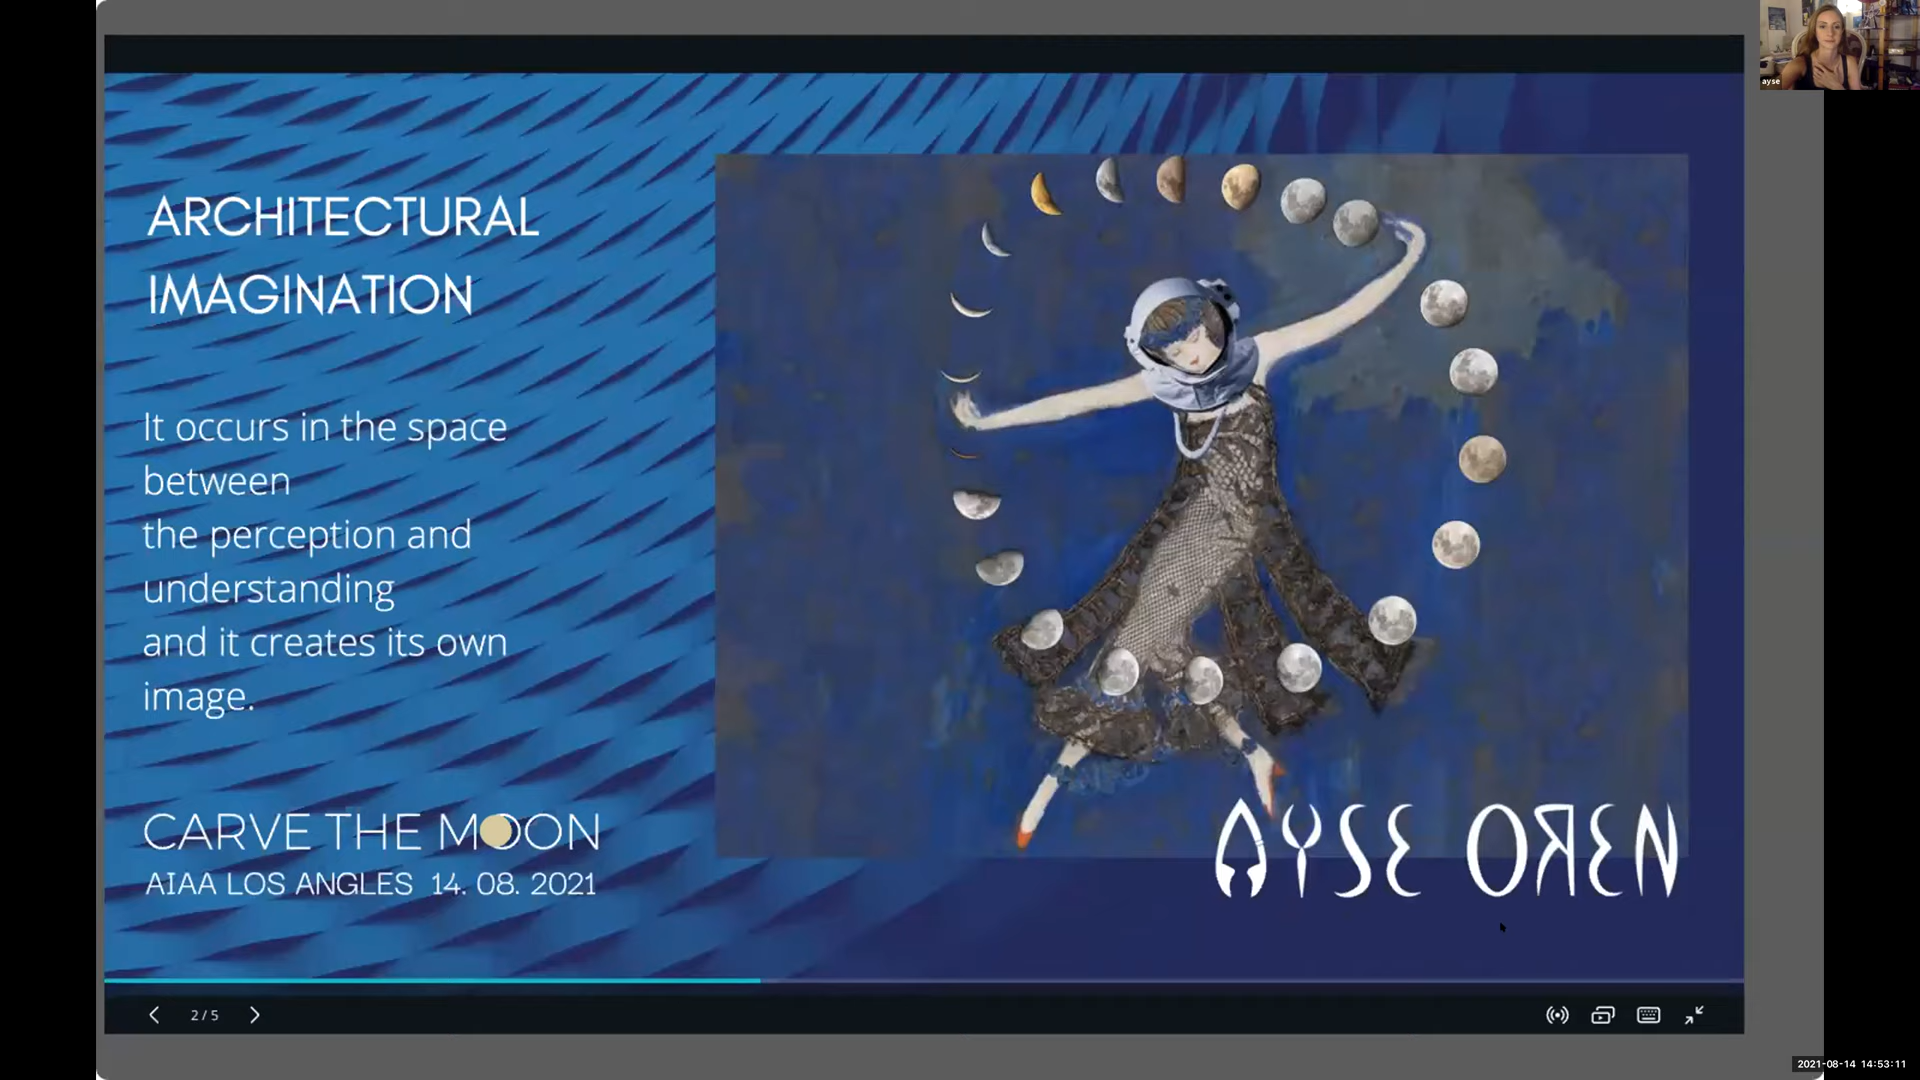 ayse
ARCHITECTURAL
IMAGINATION
It occurs in the space
between
the perception and
understanding
and it creates its own
image.
CARVE THE MOON
AIAA LOS ANGLES 14. 08. 2021
AYSE OREN
2 / 5
2021-08-14 14:53:11